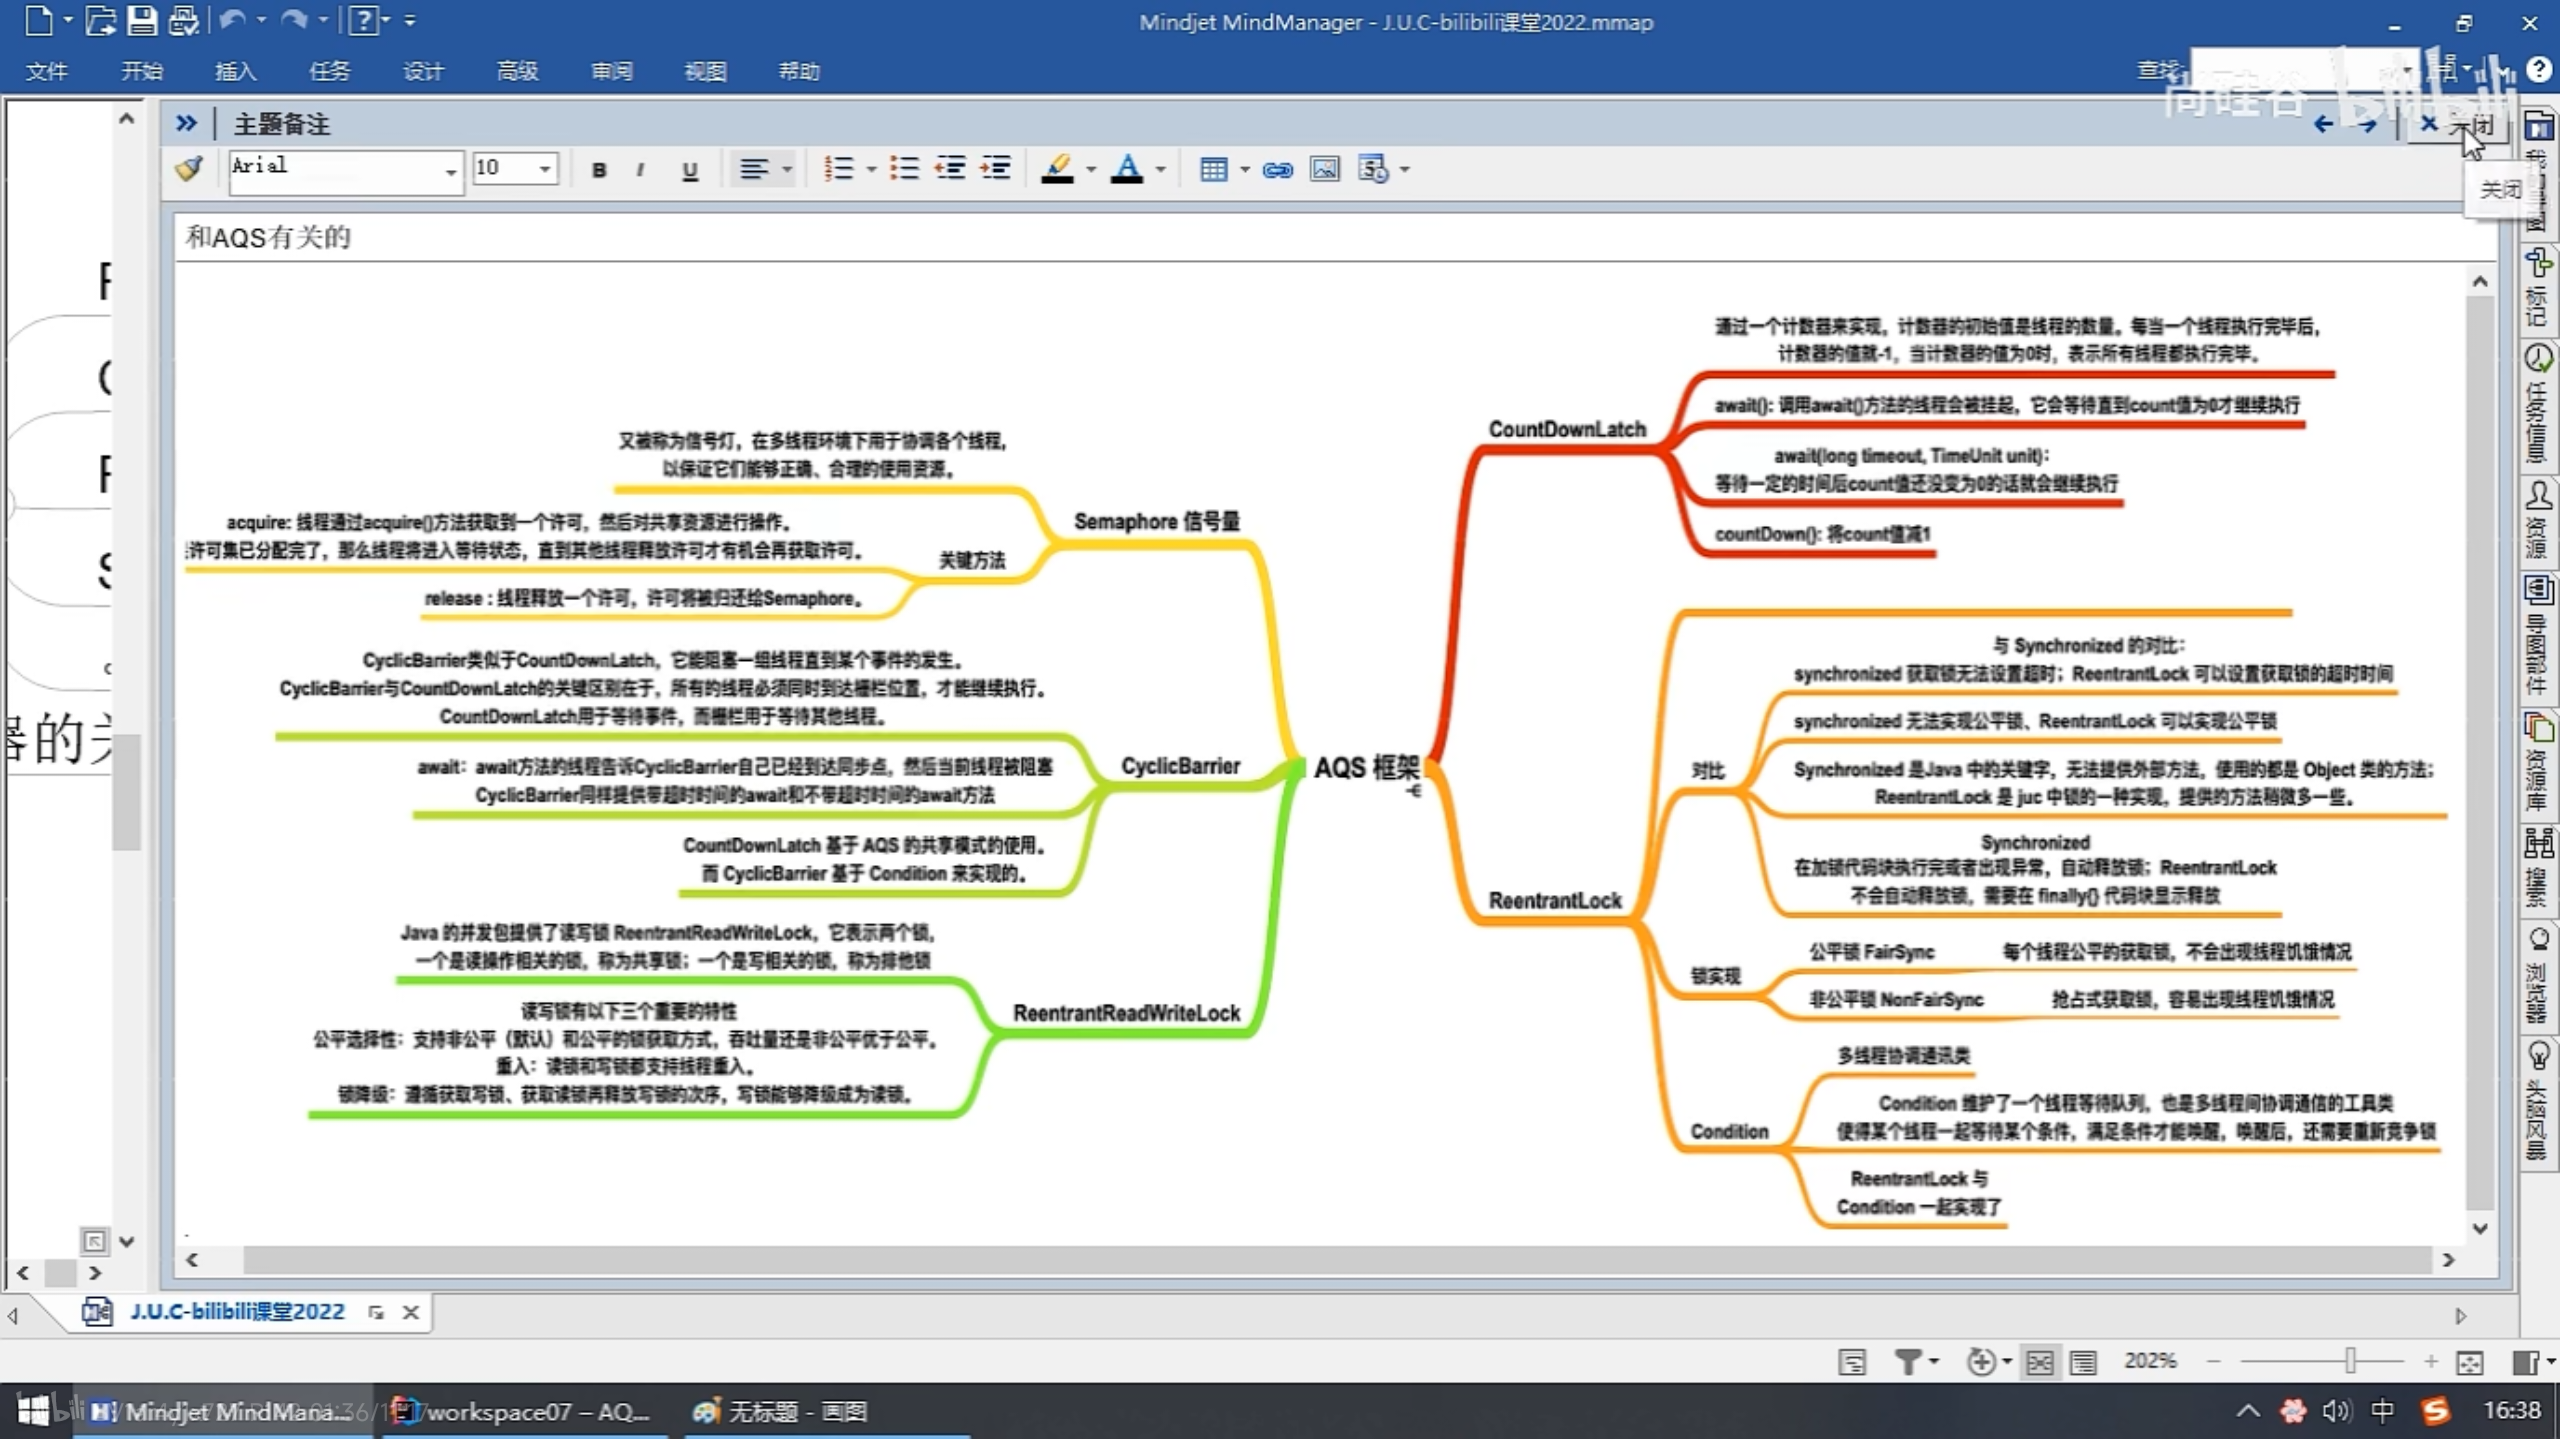 Mindjet MindManager - J.U.C-bilibili课堂2022.mmap
文件 开始 插入 任务 设计 高级 审阅 视图 帮助
尚硅谷 bilibili
主题备注
关闭
Arial 10 B I U
关闭
和AQS有关的
又被称为信号灯，在多线程环境下用于协调各个线程，
以保证它们能够正确、合理的使用资源。
Semaphore 信号量
acquire: 线程通过acquire()方法获取到一个许可，然后对共享资源进行操作。
许可集已分配完了，那么线程将进入等待状态，直到其他线程释放许可才有机会再获取许可。
关键方法
release : 线程释放一个许可，许可将被归还给Semaphore。
CyclicBarrier类似于CountDownLatch，它能阻塞一组线程直到某个事件的发生。
CyclicBarrier与CountDownLatch的关键区别在于，所有的线程必须同时到达栅栏位置，才能继续执行。
CountDownLatch用于等待事件，而栅栏用于等待其他线程。
CyclicBarrier
await：await方法的线程告诉CyclicBarrier自己已经到达同步点，然后当前线程被阻塞
CyclicBarrier同样提供带超时时间的await和不带超时时间的await方法
CountDownLatch 基于 AQS 的共享模式的使用。
而 CyclicBarrier 基于 Condition 来实现的。
Java 的并发包提供了读写锁 ReentrantReadWriteLock，它表示两个锁，
一个是读操作相关的锁，称为共享锁；一个是写相关的锁，称为排他锁
ReentrantReadWriteLock
读写锁有以下三个重要的特性
公平选择性：支持非公平（默认）和公平的锁获取方式，吞吐量还是非公平优于公平。
重入：读锁和写锁都支持线程重入。
锁降级：遵循获取写锁、获取读锁再释放写锁的次序，写锁能够降级成为读锁。
AQS 框架
CountDownLatch
通过一个计数器来实现，计数器的初始值是线程的数量。每当一个线程执行完毕后，
计数器的值就-1，当计数器的值为0时，表示所有线程都执行完毕。
await(): 调用await()方法的线程会被挂起，它会等待直到count值为0才继续执行
await(long timeout, TimeUnit unit)：
等待一定的时间后count值还没变为0的话就会继续执行
countDown(): 将count值减1
ReentrantLock
对比
与 Synchronized 的对比：
synchronized 获取锁无法设置超时；ReentrantLock 可以设置获取锁的超时时间
synchronized 无法实现公平锁、ReentrantLock 可以实现公平锁
Synchronized 是Java 中的关键字，无法提供外部方法，使用的都是 Object 类的方法；
ReentrantLock 是 juc 中锁的一种实现，提供的方法稍微多一些。
Synchronized
在加锁代码块执行完或者出现异常，自动释放锁；ReentrantLock
不会自动释放锁，需要在 finally{} 代码块显示释放
锁实现
公平锁 FairSync 每个线程公平的获取锁，不会出现线程饥饿情况
非公平锁 NonFairSync 抢占式获取锁，容易出现线程饥饿情况
Condition
多线程协调通讯类
Condition 维护了一个线程等待队列，也是多线程间协调通信的工具类
使得某个线程一起等待某个条件，满足条件才能唤醒，唤醒后，还需要重新竞争锁
ReentrantLock 与
Condition 一起实现了
器的
标记
任务信息
资源
导图部件
资源库
搜索
浏览器
头脑风暴
J.U.C-bilibili课堂2022
202%
Mindjet MindMana...
workspace07 – AQ...
无标题 - 画图
中
16:38